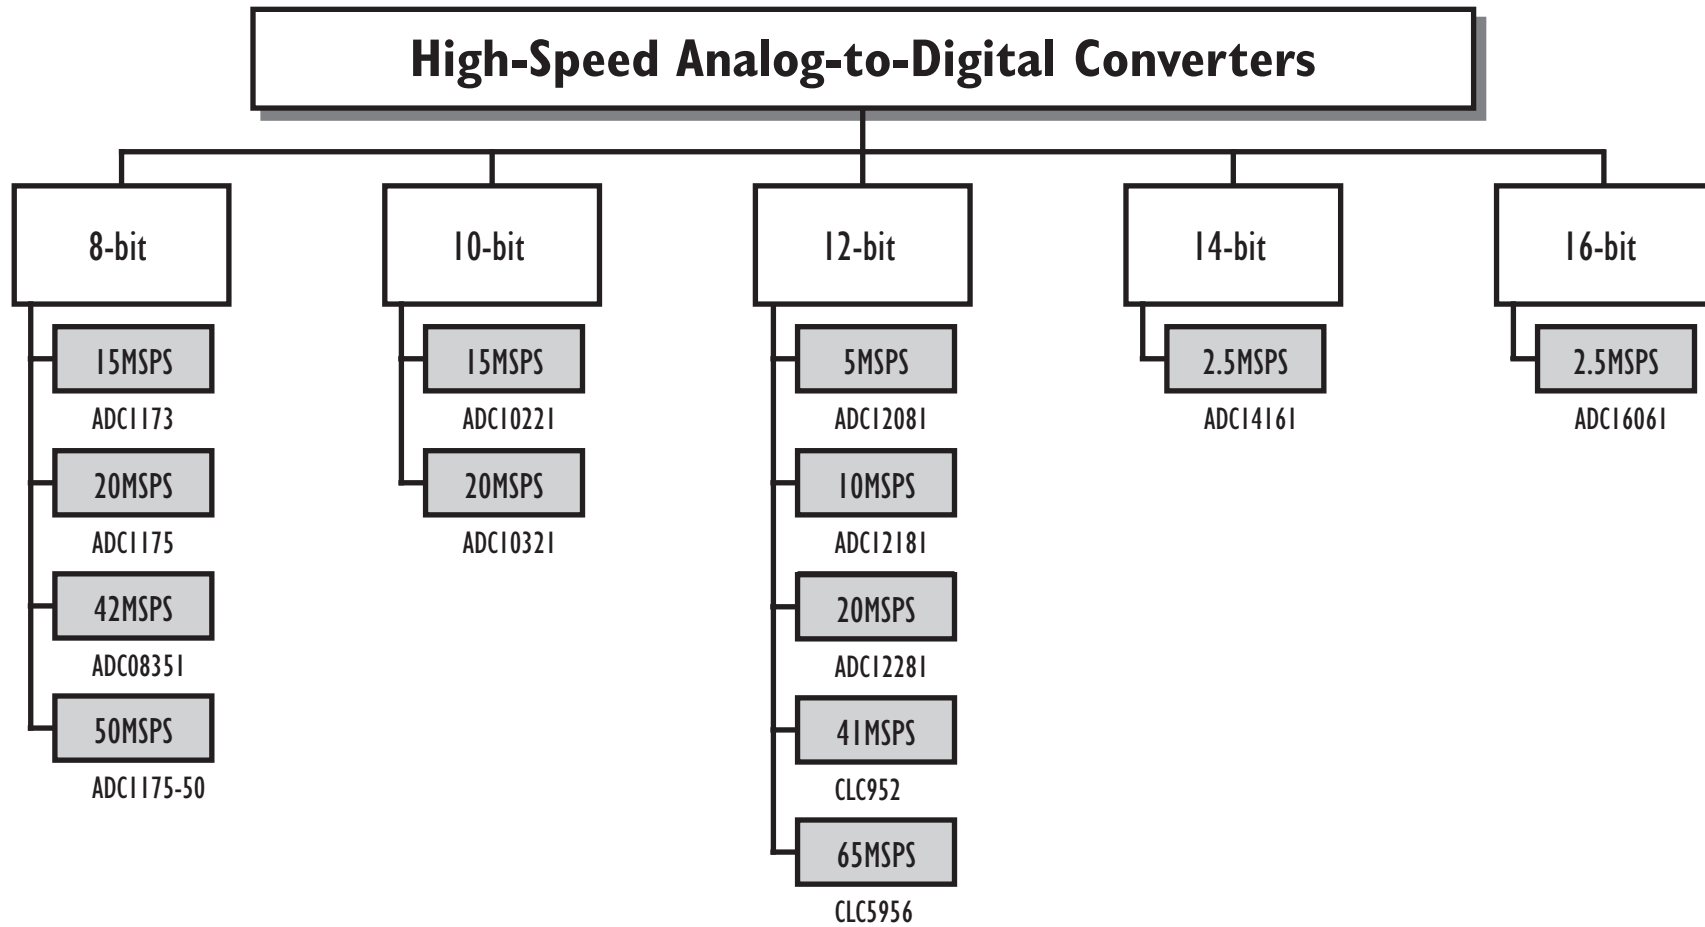 High-Speed Analog-to-Digital Converters
8-bit
15MSPS
ADC1173
20MSPS
ADC1175
42MSPS
ADC08351
50MSPS
ADC1175-50
10-bit
15MSPS
ADC10221
20MSPS
ADC10321
12-bit
5MSPS
ADC12081
10MSPS
ADC12181
20MSPS
ADC12281
41MSPS
CLC952
65MSPS
CLC5956
14-bit
2.5MSPS
ADC14161
16-bit
2.5MSPS
ADC16061